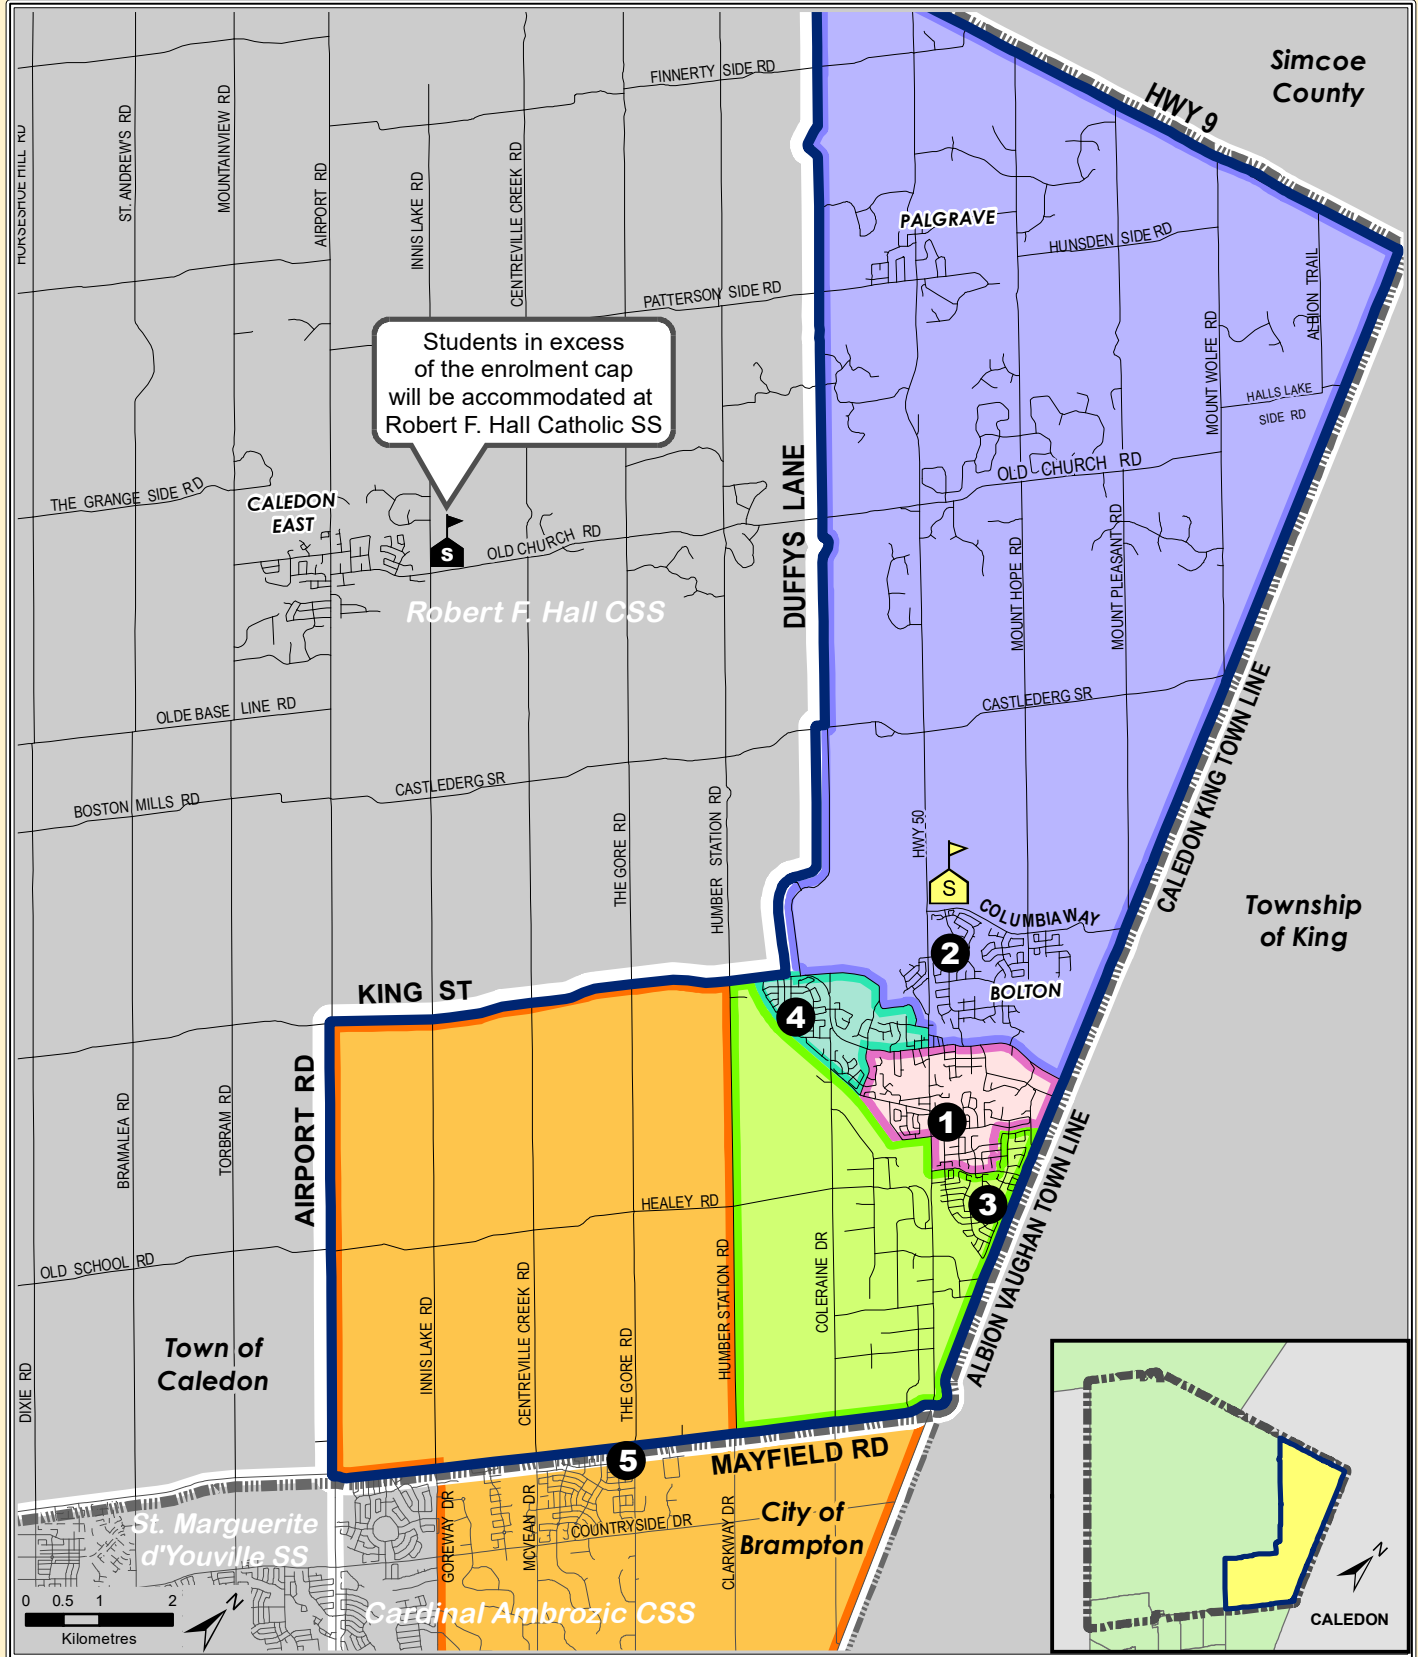 Simcoe
County
HWY 9
FINNERTY SIDE RD
HORSESHOE HILL RD
ST. ANDREW'S RD
MOUNTAINVIEW RD
AIRPORT RD
INNIS LAKE RD
CENTREVILLE CREEK RD
PALGRAVE
HUNSDEN SIDE RD
ALBION TRAIL
PATTERSON SIDE RD
MOUNT WOLFE RD
Students in excess
of the enrolment cap
will be accommodated at
Robert F. Hall Catholic SS
HALLS LAKE
SIDE RD
DUFFYS LANE
OLD CHURCH RD
THE GRANGE SIDE RD
CALEDON
EAST
S
OLD CHURCH RD
MOUNT HOPE RD
MOUNT PLEASANT RD
Robert F. Hall CSS
CASTLEDERG SR
OLDE BASE LINE RD
CALEDON KING TOWN LINE
CASTLEDERG SR
BOSTON MILLS RD
THE GORE RD
HUMBER STATION RD
HWY 50
S
COLUMBIA WAY
Township
of King
2
BOLTON
KING ST
4
AIRPORT RD
BRAMALEA RD
TORBRAM RD
1
ALBION VAUGHAN TOWN LINE
HEALEY RD
3
OLD SCHOOL RD
INNIS LAKE RD
CENTREVILLE CREEK RD
THE GORE RD
HUMBER STATION RD
COLERAINE DR
Town of
Caledon
DIXIE RD
5
MAYFIELD RD
St. Marguerite
d'Youville SS
GOREWAY DR
MCVEAN DR
COUNTRYSIDE DR
CLARKWAY DR
City of
Brampton
Cardinal Ambrozic CSS
0 0.5 1 2
Kilometres
N
N
CALEDON